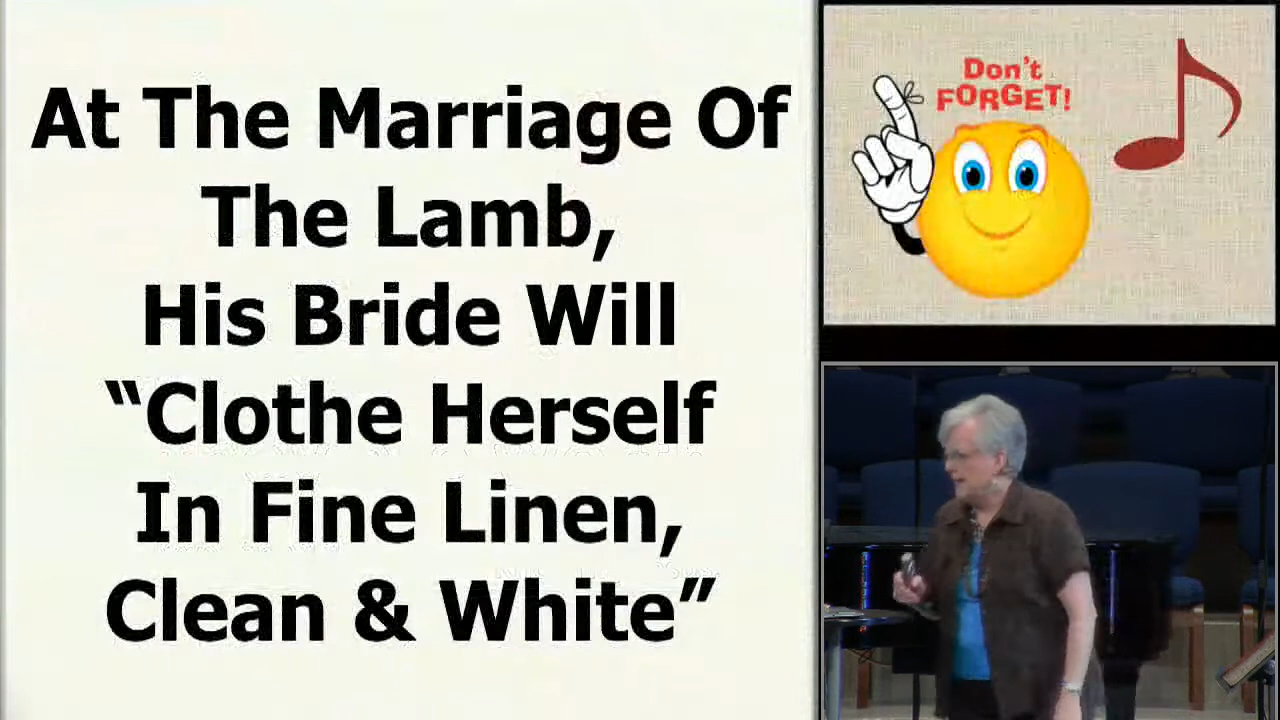 At The Marriage Of
The Lamb,
His Bride Will
“Clothe Herself
In Fine Linen,
Clean & White”
Don't
FORGET!